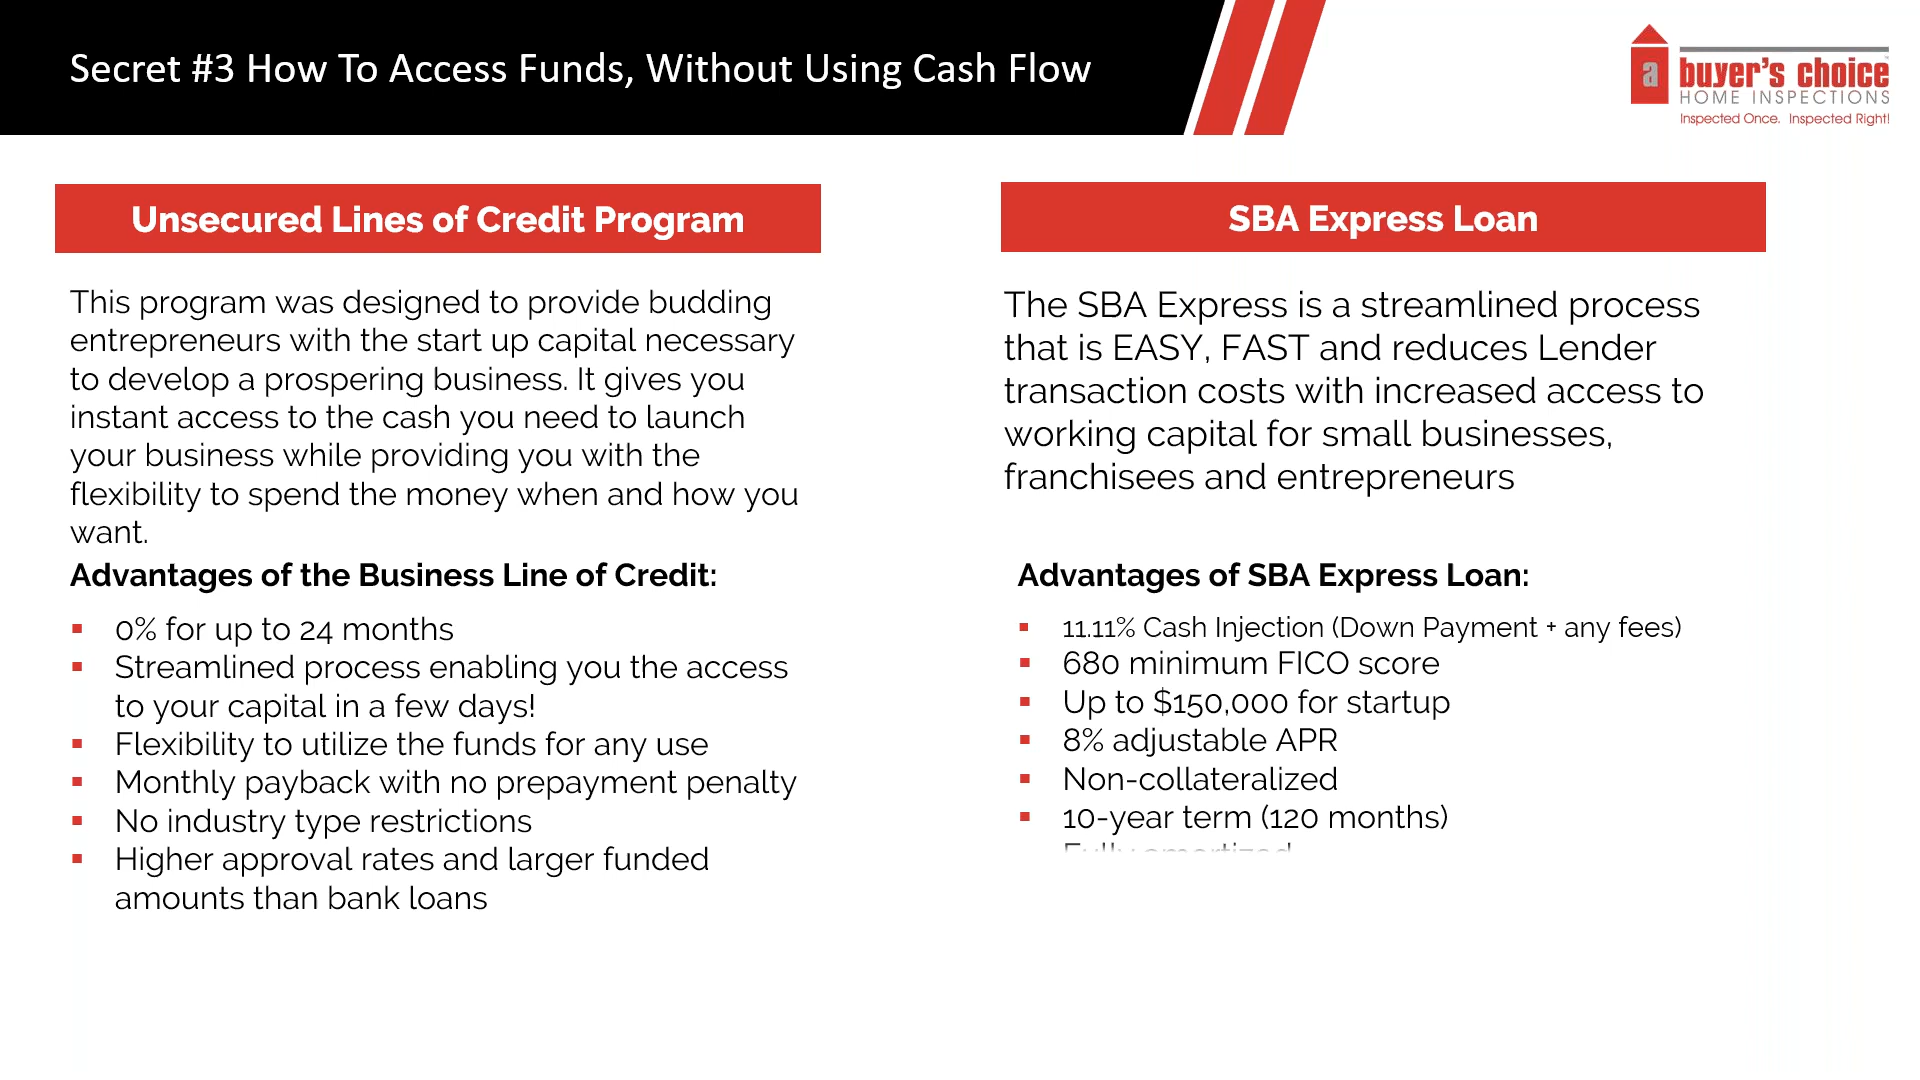 Secret #3 How To Access Funds, Without Using Cash Flow
a buyer's choice
HOME INSPECTIONS
Inspected Once. Inspected Right!
Unsecured Lines of Credit Program
This program was designed to provide budding
entrepreneurs with the start up capital necessary
to develop a prospering business. It gives you
instant access to the cash you need to launch
your business while providing you with the
flexibility to spend the money when and how you
want.
Advantages of the Business Line of Credit:
▪ 0% for up to 24 months
▪ Streamlined process enabling you the access
to your capital in a few days!
▪ Flexibility to utilize the funds for any use
▪ Monthly payback with no prepayment penalty
▪ No industry type restrictions
▪ Higher approval rates and larger funded
amounts than bank loans
SBA Express Loan
The SBA Express is a streamlined process
that is EASY, FAST and reduces Lender
transaction costs with increased access to
working capital for small businesses,
franchisees and entrepreneurs
Advantages of SBA Express Loan:
▪ 11.11% Cash Injection (Down Payment + any fees)
▪ 680 minimum FICO score
▪ Up to $150,000 for startup
▪ 8% adjustable APR
▪ Non-collateralized
▪ 10-year term (120 months)
Fully amortized